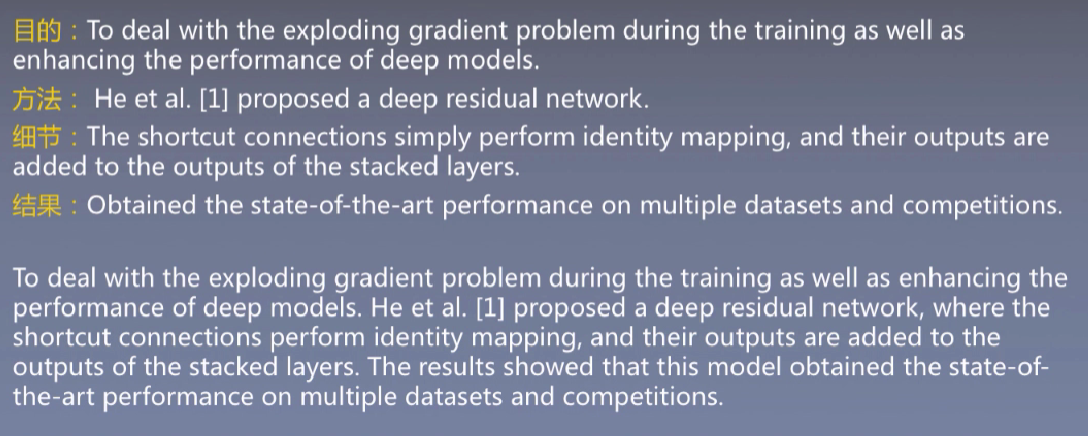 目的：To deal with the exploding gradient problem during the training as well as
enhancing the performance of deep models.
方法： He et al. [1] proposed a deep residual network.
细节：The shortcut connections simply perform identity mapping, and their outputs are
added to the outputs of the stacked layers.
结果：Obtained the state-of-the-art performance on multiple datasets and competitions.
To deal with the exploding gradient problem during the training as well as enhancing the
performance of deep models. He et al. [1] proposed a deep residual network, where the
shortcut connections perform identity mapping, and their outputs are added to the
outputs of the stacked layers. The results showed that this model obtained the state-of-
the-art performance on multiple datasets and competitions.